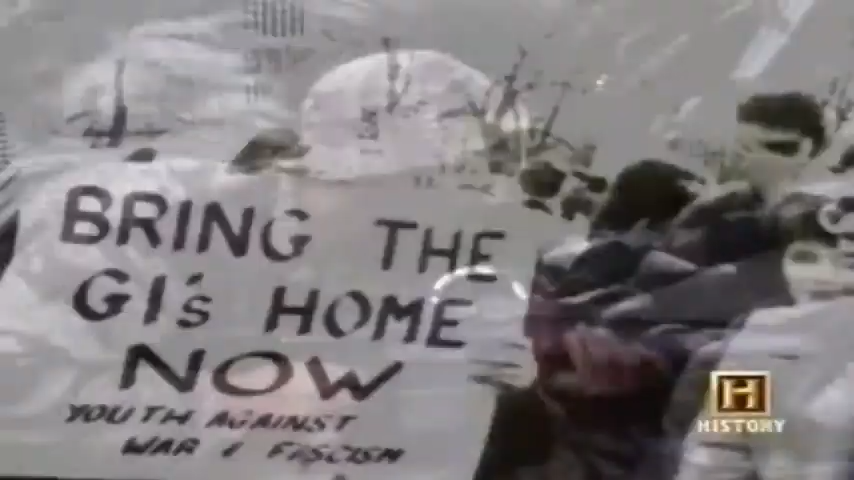 BRING THE
GI's HOME
NOW
YOUTH AGAINST
WAR & FASCISM
H
HISTORY